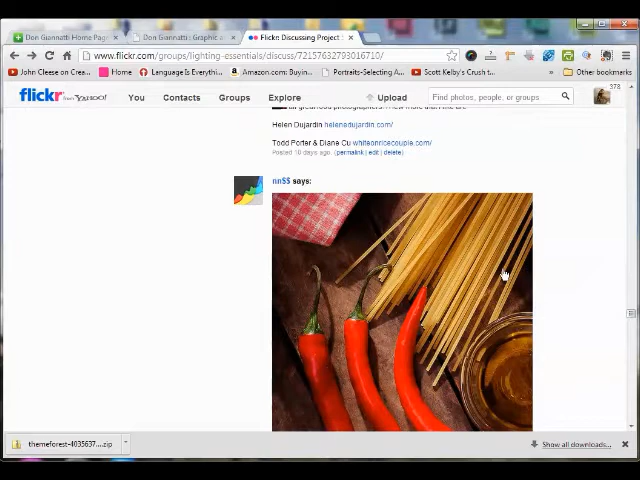 Don Giannatti Home Page
Don Giannatti: Graphic a
Flickr: Discussing Project
www.flickr.com/groups/lighting-essentials/discuss/72157632793016710/
John Cleese on Crea...
Home
Language Is Everythi...
Amazon.com: Buyin...
Portraits-Selecting A...
Scott Kelby's Crush t...
Other bookmarks
flickr from YAHOO!
You
Contacts
Groups
Explore
Upload
Find photos, people, or groups
378
Helen Dujardin helenedujardin.com/
Todd Porter & Diane Cu whiteonricecouple.com/
Posted 10 days ago. (permalink | edit | delete)
nn$$ says:
themeforest-4035637....zip
Show all downloads...